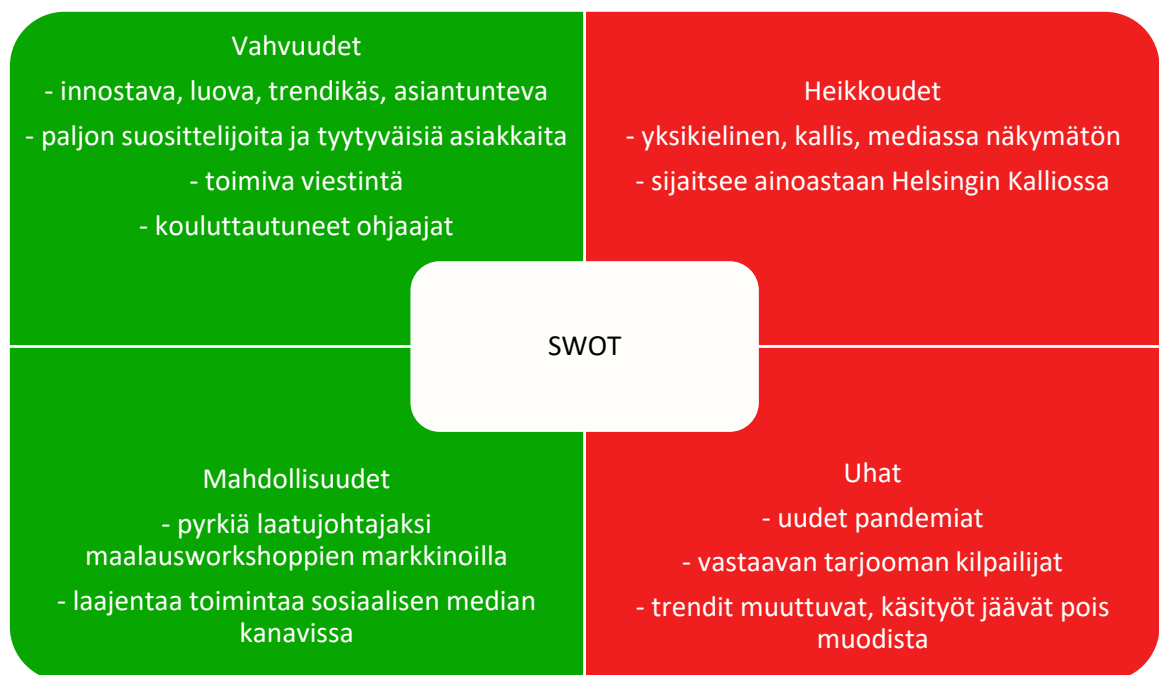 Vahvuudet
- innostava, luova, trendikäs, asiantunteva
- paljon suosittelijoita ja tyytyväisiä asiakkaita
- toimiva viestintä
- kouluttautuneet ohjaajat
Heikkoudet
- yksikielinen, kallis, mediassa näkymätön
- sijaitsee ainoastaan Helsingin Kalliossa
SWOT
Mahdollisuudet
- pyrkiä laatujohtajaksi
maalausworkshoppien markkinoilla
- laajentaa toimintaa sosiaalisen median
kanavissa
Uhat
- uudet pandemiat
- vastaavan tarjooman kilpailijat
- trendit muuttuvat, käsityöt jäävät pois
muodista